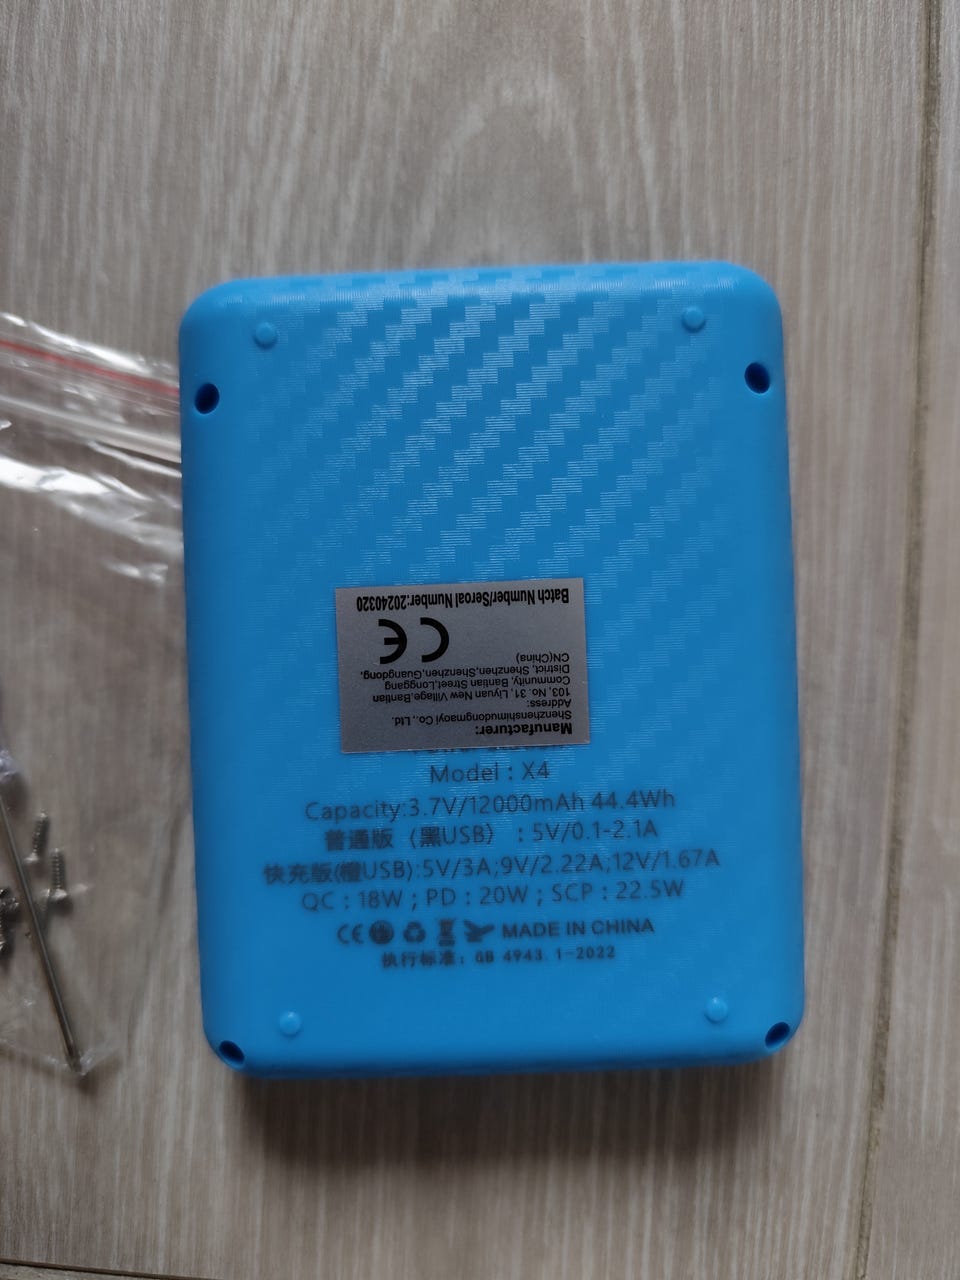 Manufacturer:
Shenzhenshimudongmaoyi Co., Ltd.
Address:
103, No. 31, Liyuan New Village,Bantian
Community, Bantian Street,Longgang
District, Shenzhen,Shenzhen,Guangdong,
CN(China)
CE
Batch Number/Seroal Number:20240320
Model : X4
Capacity:3.7V/12000mAh 44.4Wh
普通版（黑USB）: 5V/0.1-2.1A
快充版(橙USB):5V/3A;9V/2.22A;12V/1.67A
QC : 18W ; PD : 20W ; SCP : 22.5W
CE MADE IN CHINA
执行标准: GB 4943.1-2022